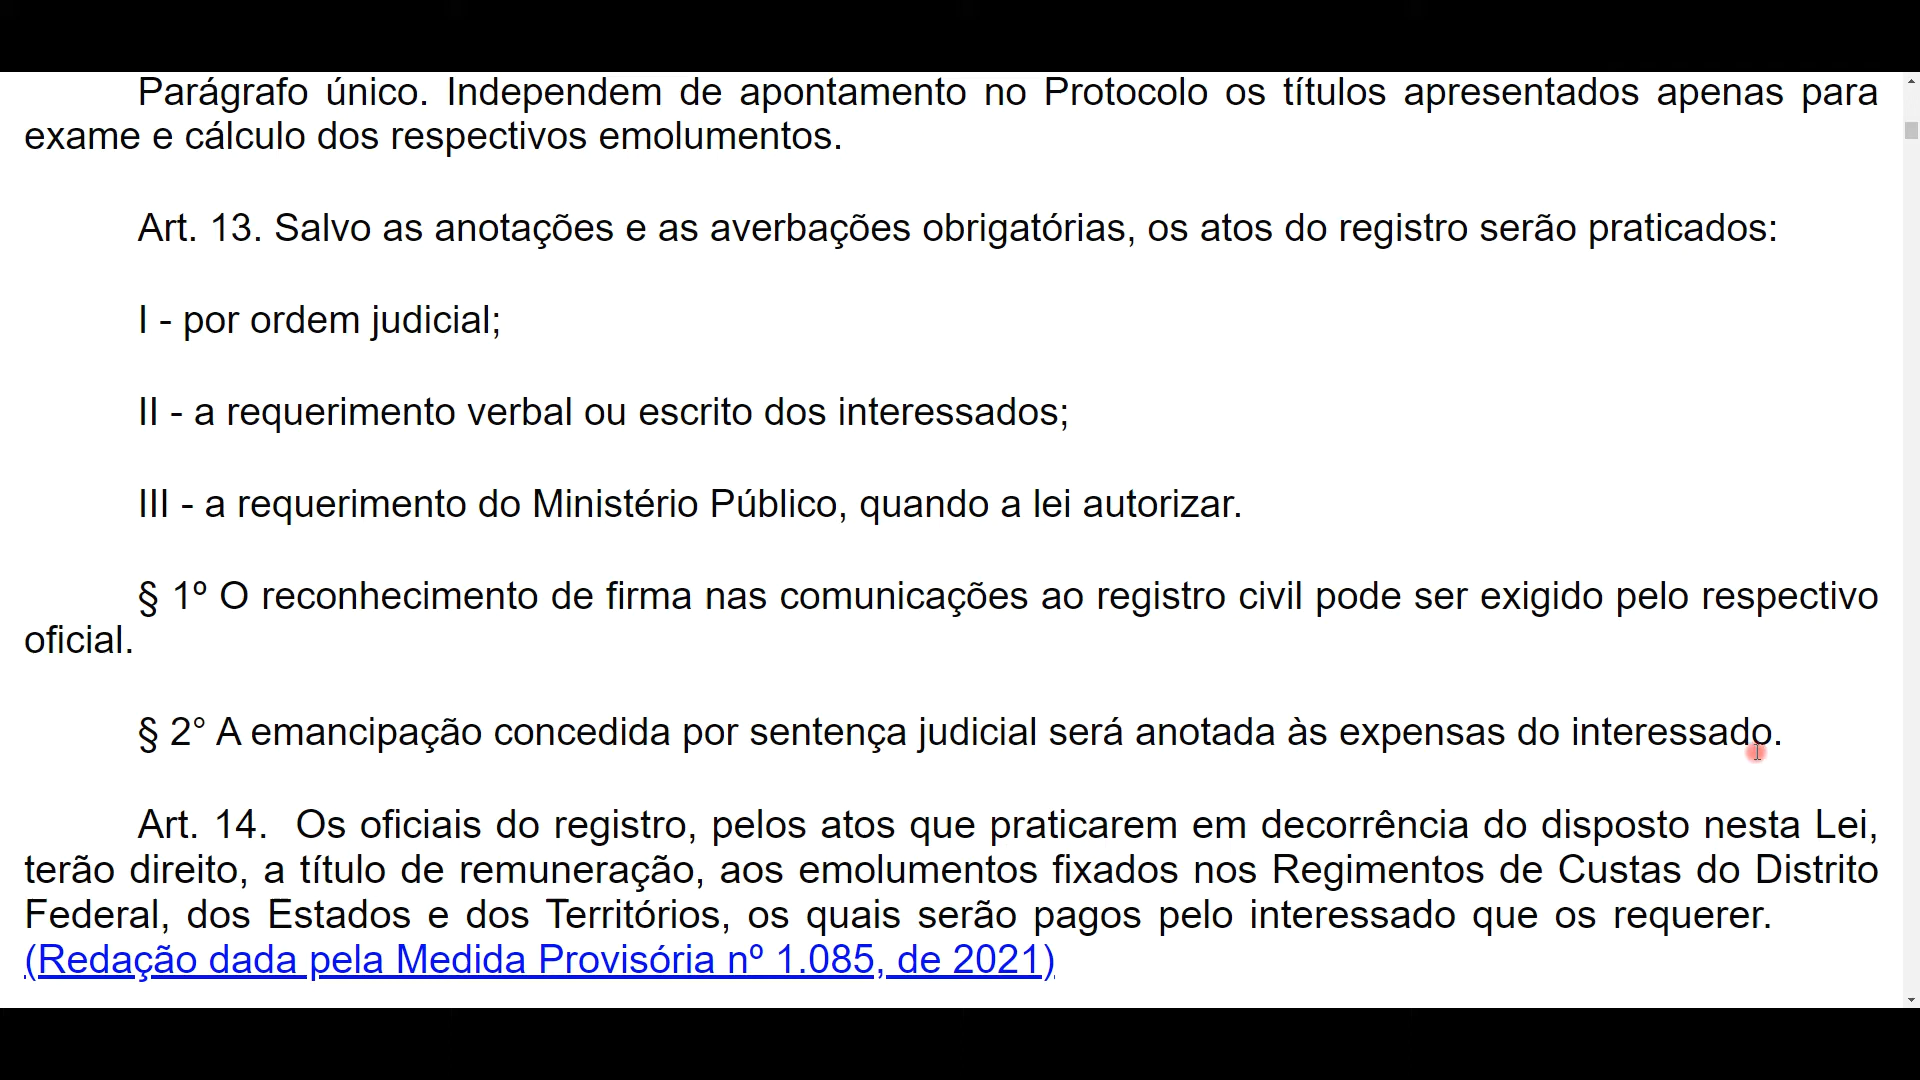 Parágrafo único. Independem de apontamento no Protocolo os títulos apresentados apenas para
exame e cálculo dos respectivos emolumentos.
Art. 13. Salvo as anotações e as averbações obrigatórias, os atos do registro serão praticados:
I - por ordem judicial;
II - a requerimento verbal ou escrito dos interessados;
III - a requerimento do Ministério Público, quando a lei autorizar.
§ 1º O reconhecimento de firma nas comunicações ao registro civil pode ser exigido pelo respectivo
oficial.
§ 2° A emancipação concedida por sentença judicial será anotada às expensas do interessado.
Art. 14. Os oficiais do registro, pelos atos que praticarem em decorrência do disposto nesta Lei,
terão direito, a título de remuneração, aos emolumentos fixados nos Regimentos de Custas do Distrito
Federal, dos Estados e dos Territórios, os quais serão pagos pelo interessado que os requerer.
(Redação dada pela Medida Provisória nº 1.085, de 2021)